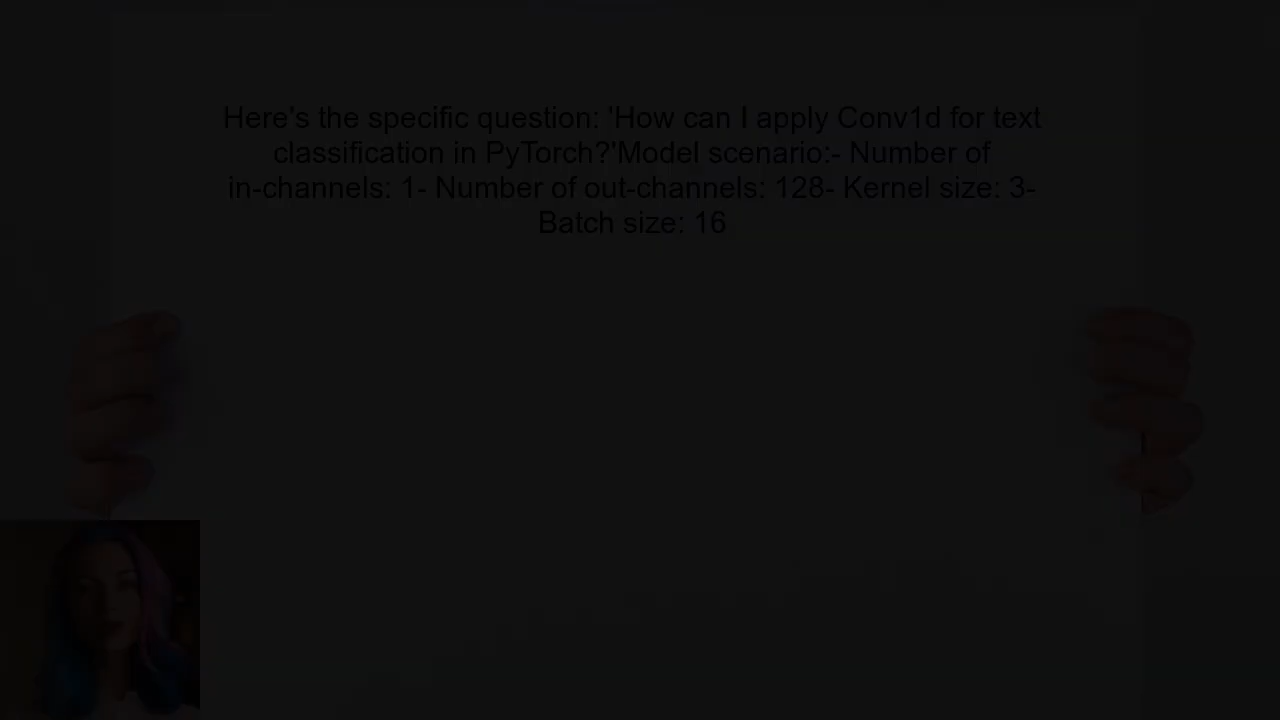 Here's the specific question: 'How can I apply Conv1d for text
classification in PyTorch?'Model scenario:- Number of
in-channels: 1- Number of out-channels: 128- Kernel size: 3-
Batch size: 16